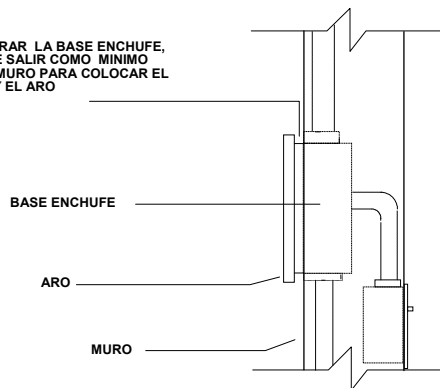 RAR LA BASE ENCHUFE,
E SALIR COMO MINIMO
MURO PARA COLOCAR EL
Y EL ARO
BASE ENCHUFE
ARO
MURO